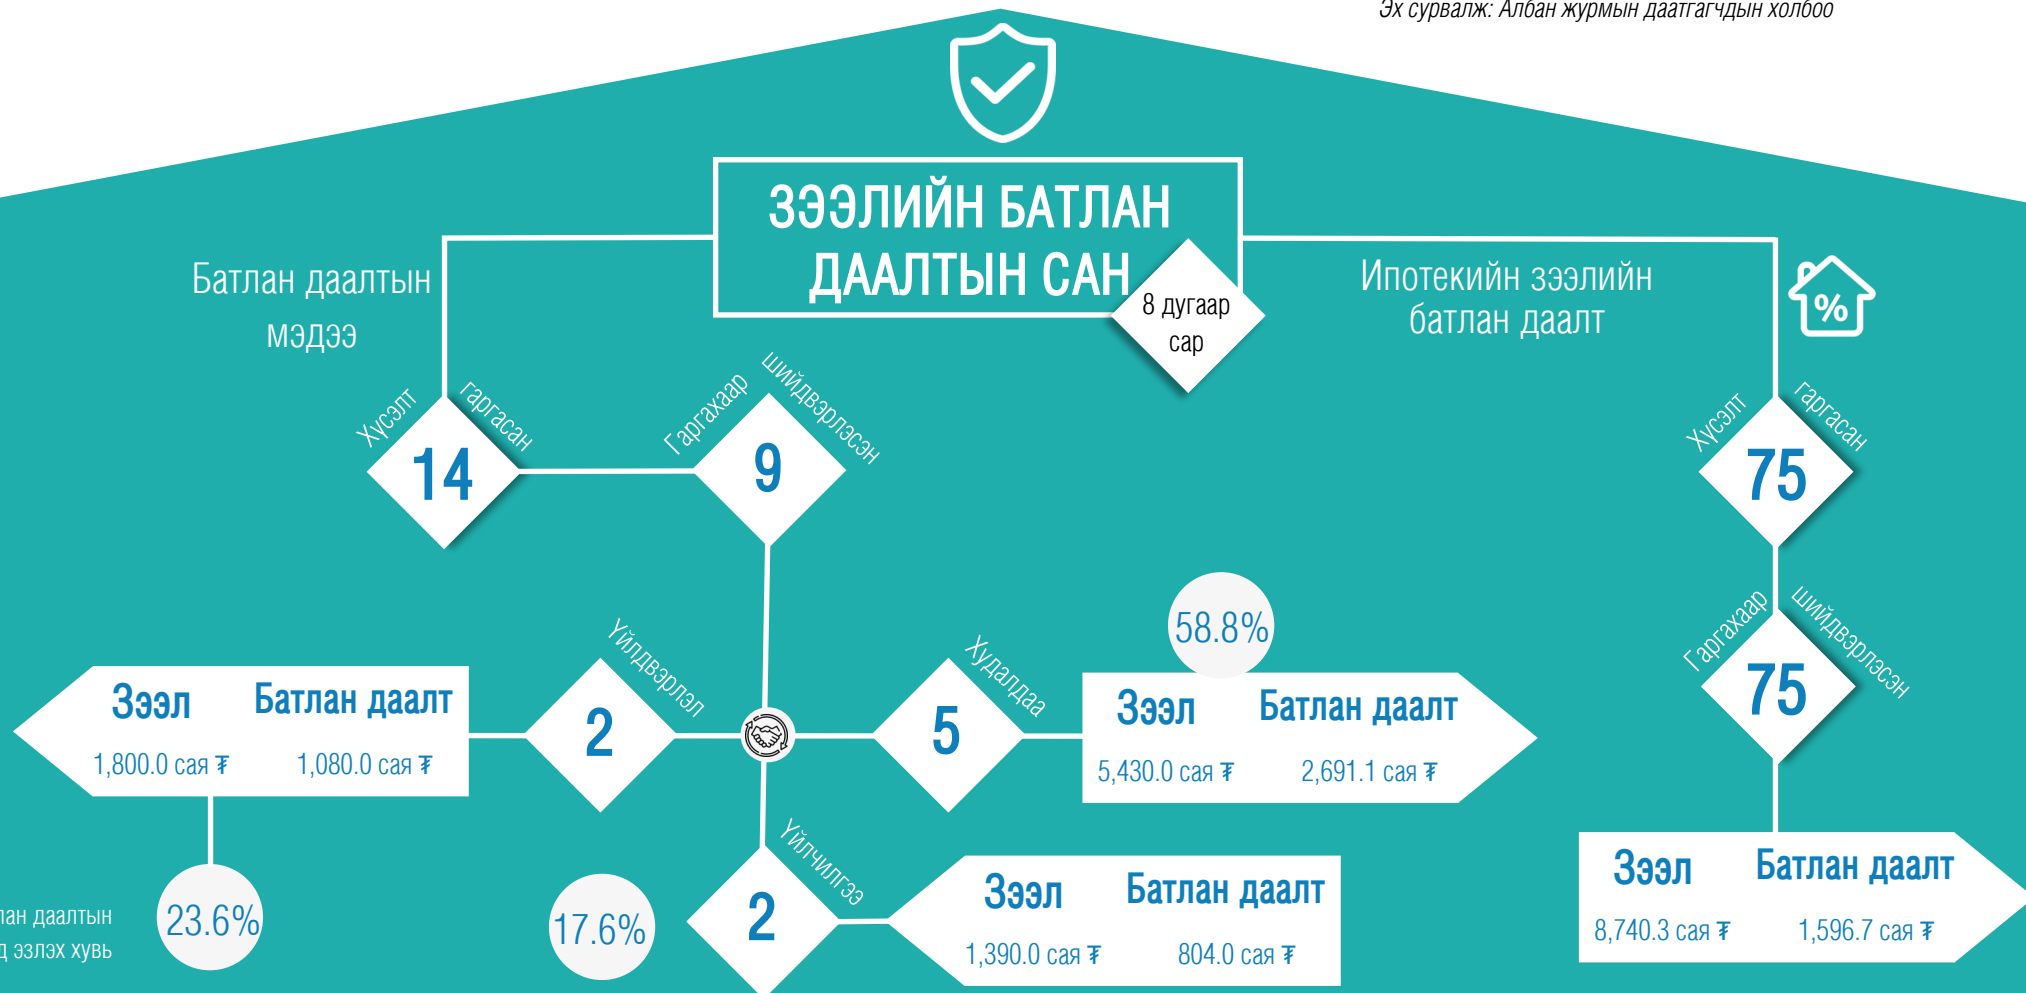 Эх сурвалж: Албан журмын даатгагчдын холбоо
ЗЭЭЛИЙН БАТЛАН
ДААЛТЫН САН
8 дугаар
сар
Батлан даалтын
мэдээ
Ипотекийн зээлийн
батлан даалт
%
Хүсэлт гаргасан
14
Гаргахаар шийдвэрлэсэн
9
Хүсэлт гаргасан
75
Гаргахаар шийдвэрлэсэн
75
58.8%
Үйлдвэрлэл
2
Худалдаа
5
Зээл Батлан даалт
1,800.0 сая ₮ 1,080.0 сая ₮
Зээл Батлан даалт
5,430.0 сая ₮ 2,691.1 сая ₮
Үйлчилгээ
2
Зээл Батлан даалт
1,390.0 сая ₮ 804.0 сая ₮
Зээл Батлан даалт
8,740.3 сая ₮ 1,596.7 сая ₮
23.6%
17.6%
даалтын
эзлэх хувь